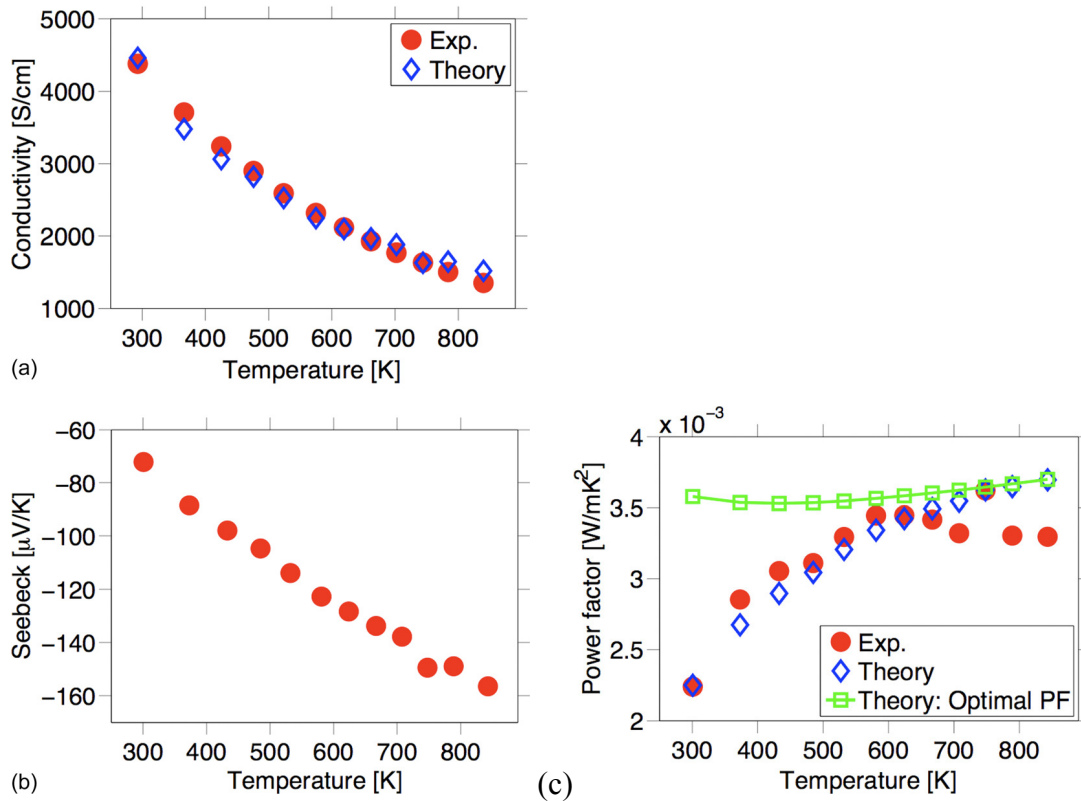 5000
4000
3000
2000
1000
Conductivity [S/cm]
Exp.
Theory
300 400 500 600 700 800
Temperature [K]
(a)
−60
−80
−100
−120
−140
−160
Seebeck [μV/K]
300 400 500 600 700 800
Temperature [K]
(b)
x 10⁻³
4
3.5
3
2.5
2
Power factor [W/mK²]
Exp.
Theory
Theory: Optimal PF
300 400 500 600 700 800
Temperature [K]
(c)